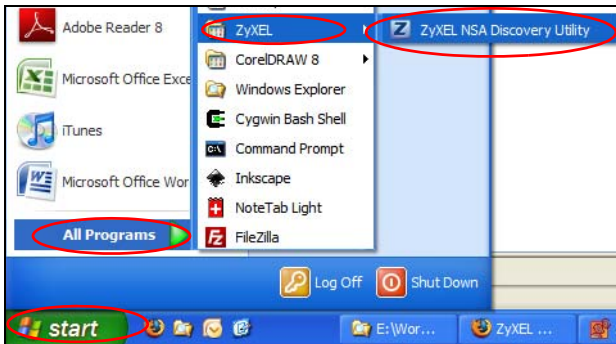 Adobe Reader 8
Microsoft Office Exce
iTunes
Microsoft Office Wor
All Programs
ZyXEL
CorelDRAW 8
Windows Explorer
Cygwin Bash Shell
Command Prompt
Inkscape
NoteTab Light
FileZilla
ZyXEL NSA Discovery Utility
Log Off
Shut Down
start
E:\Wor...
ZyXEL ...